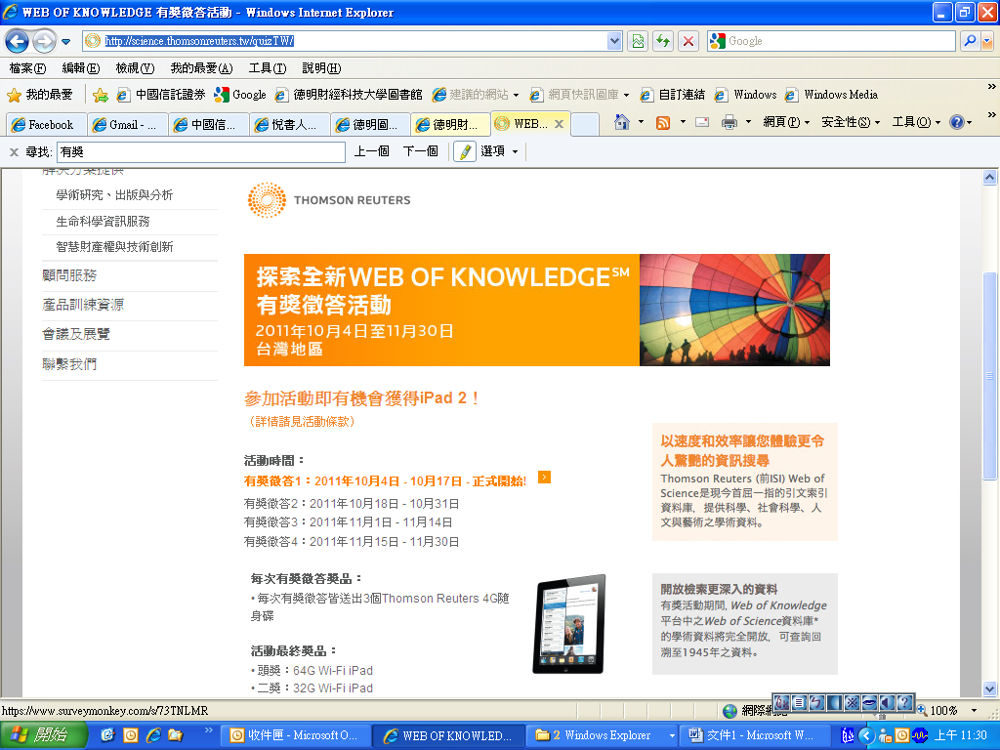 WEB OF KNOWLEDGE 有獎徵答活動 - Windows Internet Explorer
http://science.thomsonreuters.tw/quizTW/
Google
檔案(F) 編輯(E) 檢視(V) 我的最愛(A) 工具(T) 說明(H)
我的最愛 中國信託證券 Google 德明財經科技大學圖書館 建議的網站 網頁快訊圖庫 自訂連結 Windows Windows Media »
Facebook Gmail - ... 中國信... 悅書人... 德明圖... 德明財... WEB... 網頁(P) 安全性(S) 工具(O) »
尋找: 有獎 上一個 下一個 選項
解決方案提供
學術研究、出版與分析
生命科學資訊服務
智慧財產權與技術創新
顧問服務
產品訓練資源
會議及展覽
聯繫我們
THOMSON REUTERS
探索全新WEB OF KNOWLEDGE℠
有獎徵答活動
2011年10月4日至11月30日
台灣地區
參加活動即有機會獲得iPad 2！
（詳情請見活動條款）
活動時間：
有獎徵答1：2011年10月4日 - 10月17日 - 正式開始!
有獎徵答2：2011年10月18日 - 10月31日
有獎徵答3：2011年11月1日 - 11月14日
有獎徵答4：2011年11月15日 - 11月30日
每次有獎徵答獎品：
• 每次有獎徵答皆送出3個Thomson Reuters 4G隨
身碟
活動最終獎品：
• 頭獎：64G Wi-Fi iPad
• 二獎：32G Wi-Fi iPad
以速度和效率讓您體驗更令
人驚艷的資訊搜尋
Thomson Reuters (前ISI) Web of
Science是現今首屈一指的引文索引
資料庫，提供科學、社會科學、人
文與藝術之學術資料。
開放檢索更深入的資料
有獎活動期間, Web of Knowledge
平台中之Web of Science資料庫*
的學術資料將完全開放，可查詢回
溯至1945年之資料。
https://www.surveymonkey.com/s/73TNLMR
網際網 100%
開始 » 收件匣 - Microsoft O... WEB OF KNOWLED... 2 Windows Explorer 文件1 - Microsoft W... 上午 11:30